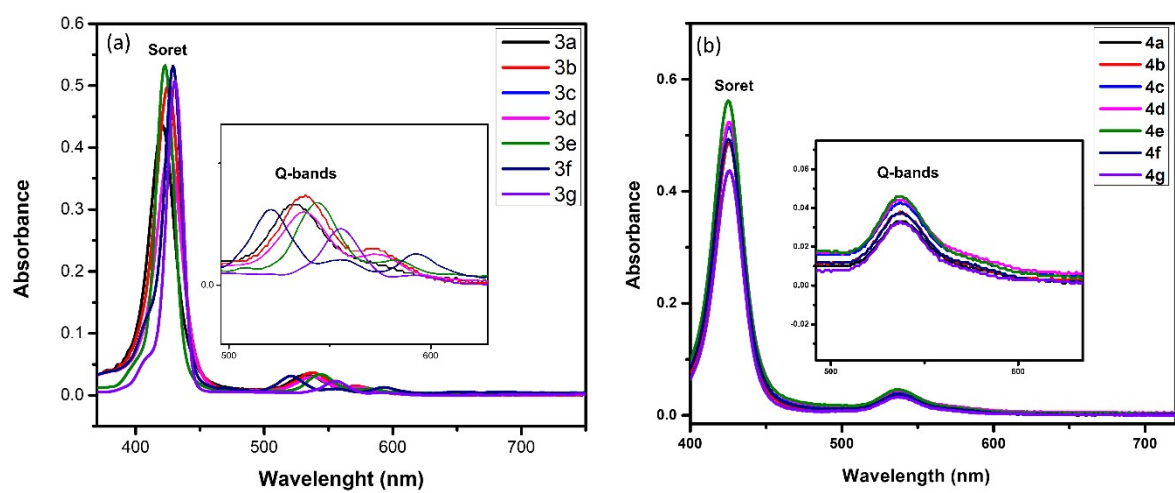 (a)
Soret
3a
3b
3c
3d
3e
3f
3g
Q-bands
0.0
500
600
0.6
0.5
0.4
0.3
0.2
0.1
0.0
400
500
600
700
Absorbance
Wavelenght (nm)
(b)
Soret
4a
4b
4c
4d
4e
4f
4g
Q-bands
0.08
0.06
0.04
0.02
0.00
-0.02
500
600
0.6
0.4
0.2
0.0
400
500
600
700
Absorbance
Wavelength (nm)